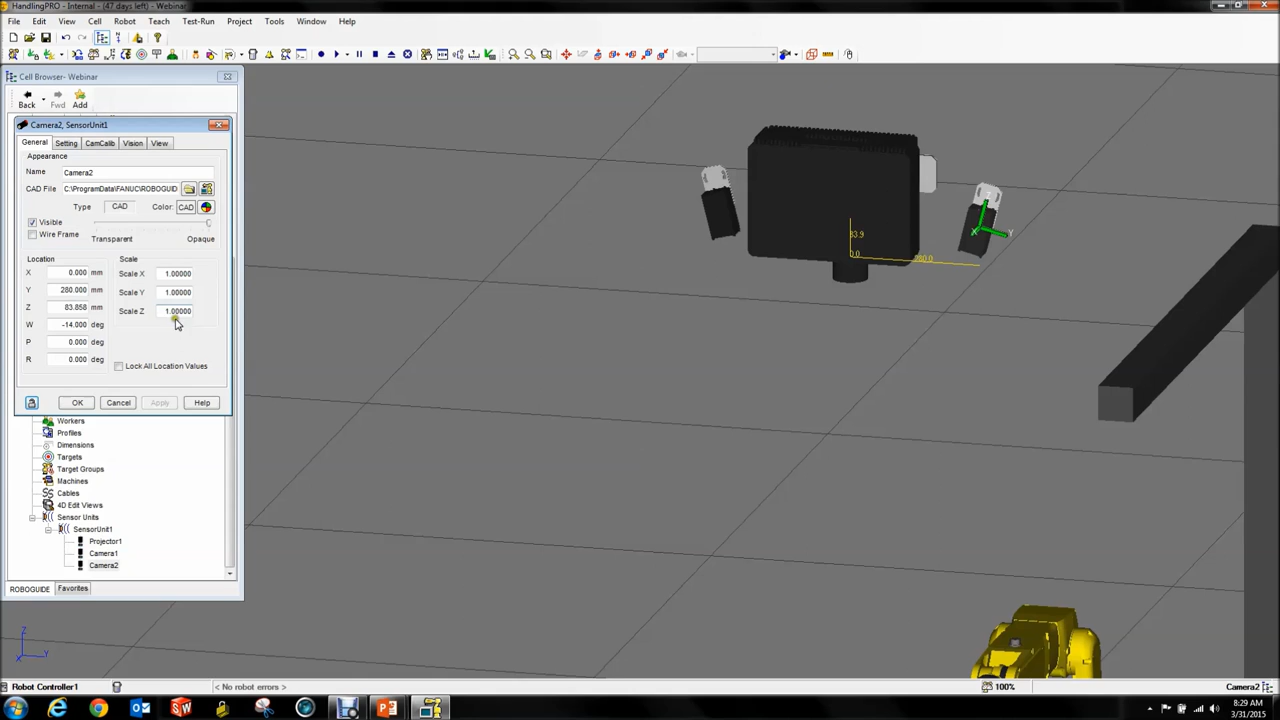 HandlingPRO - Internal - (47 days left) - Webinar
File Edit View Cell Robot Teach Test-Run Project Tools Window Help
Cell Browser- Webinar
Back Fwd Add
Camera2, SensorUnit1
General Setting CamCalib Vision View
Appearance
Name Camera2
CAD File C:\ProgramData\FANUC\ROBOGUID
Type CAD Color: CAD
Visible
Wire Frame Transparent Opaque
Location Scale
X 0.000 mm Scale X 1.00000
Y 280.000 mm Scale Y 1.00000
Z 83.858 mm Scale Z 1.00000
W -14.000 deg
P 0.000 deg
R 0.000 deg
Lock All Location Values
OK Cancel Apply Help
Workers
Profiles
Dimensions
Targets
Target Groups
Machines
Cables
4D Edit Views
Sensor Units
SensorUnit1
Projector1
Camera1
Camera2
ROBOGUIDE Favorites
83.9
0.0 280.0
Z
X Y
Z
X Y
Robot Controller1 < No robot errors > 100% Camera2
8:29 AM
3/31/2015